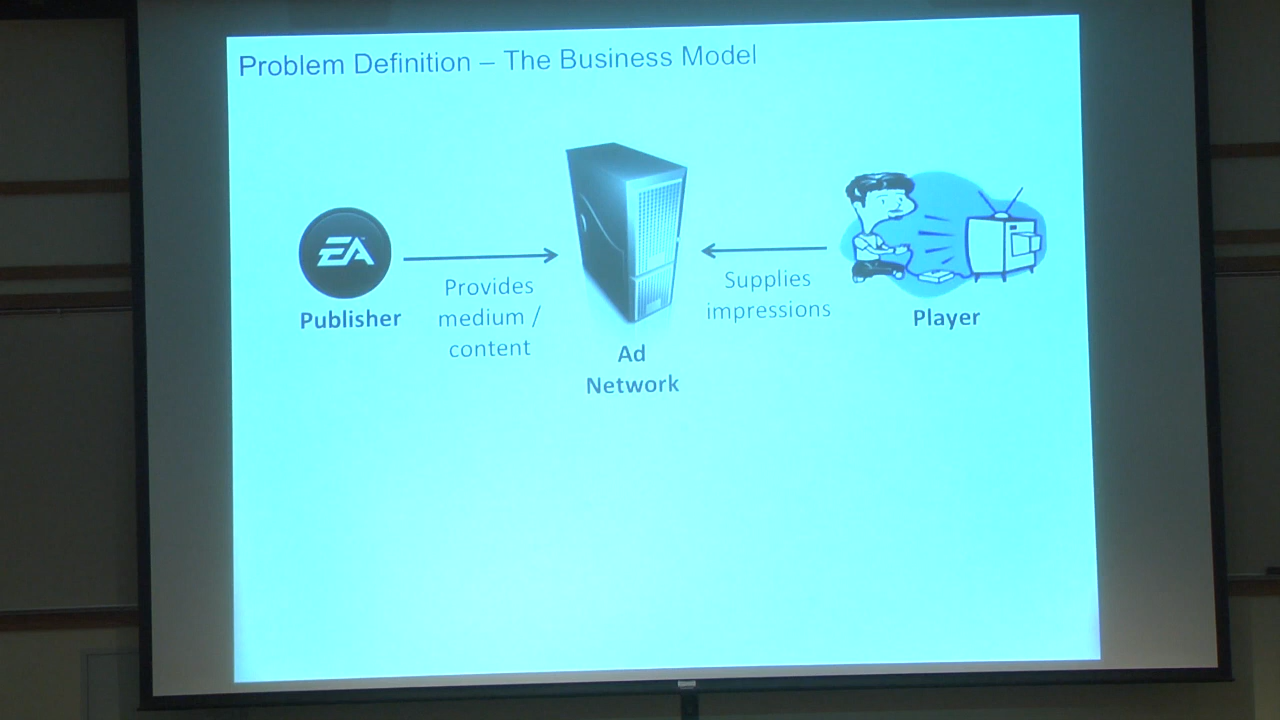 Problem Definition – The Business Model
EA
Publisher
Provides
medium /
content
Ad
Network
Supplies
impressions
Player